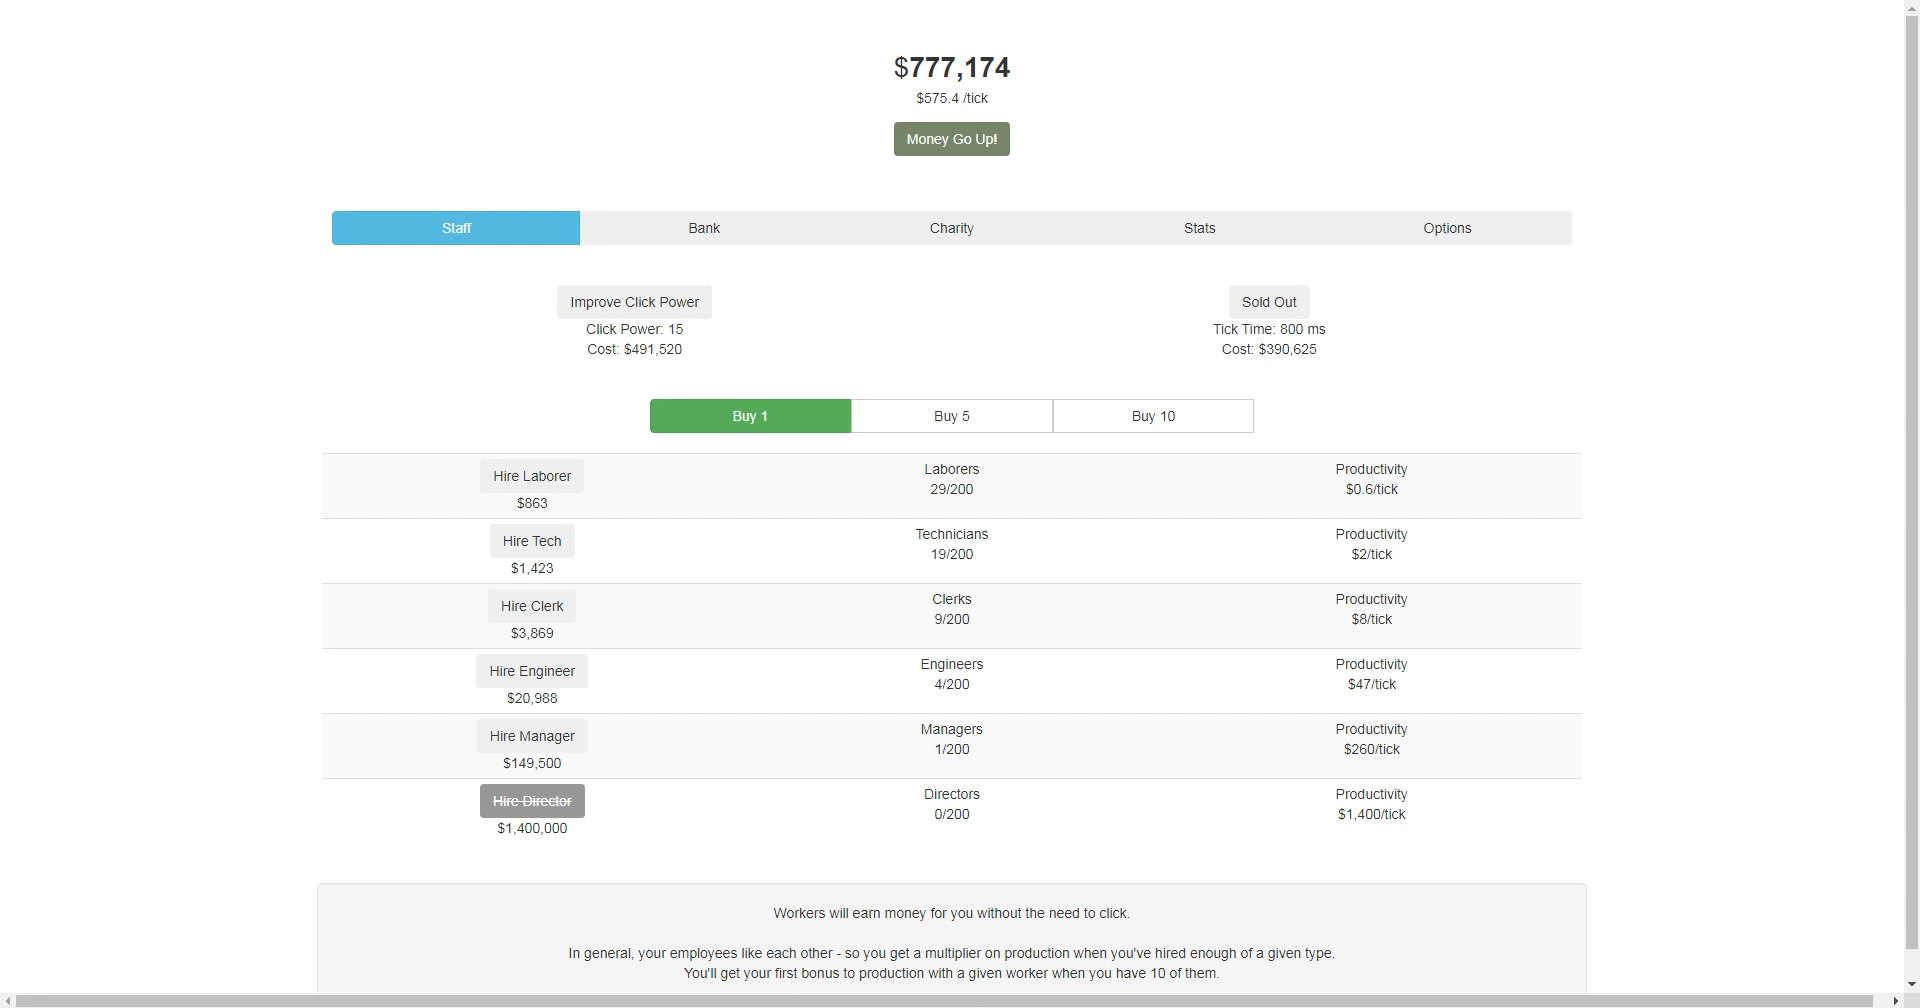 $777,174
$575.4 /tick
Money Go Up!
Staff Bank Charity Stats Options
Improve Click Power Sold Out
Click Power: 15 Tick Time: 800 ms
Cost: $491,520 Cost: $390,625
Buy 1 Buy 5 Buy 10
Hire Laborer Laborers Productivity
$863 29/200 $0.6/tick
Hire Tech Technicians Productivity
$1,423 19/200 $2/tick
Hire Clerk Clerks Productivity
$3,869 9/200 $8/tick
Hire Engineer Engineers Productivity
$20,988 4/200 $47/tick
Hire Manager Managers Productivity
$149,500 1/200 $260/tick
Hire Director Directors Productivity
$1,400,000 0/200 $1,400/tick
Workers will earn money for you without the need to click.
In general, your employees like each other - so you get a multiplier on production when you've hired enough of a given type.
You'll get your first bonus to production with a given worker when you have 10 of them.